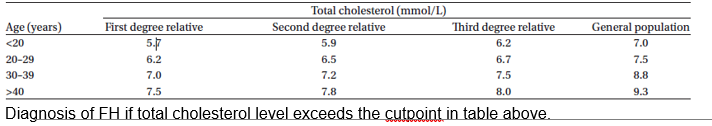 Total cholesterol (mmol/L)
Age (years) First degree relative Second degree relative Third degree relative General population
<20 5.7 5.9 6.2 7.0
20–29 6.2 6.5 6.7 7.5
30–39 7.0 7.2 7.5 8.8
>40 7.5 7.8 8.0 9.3
Diagnosis of FH if total cholesterol level exceeds the cutpoint in table above.